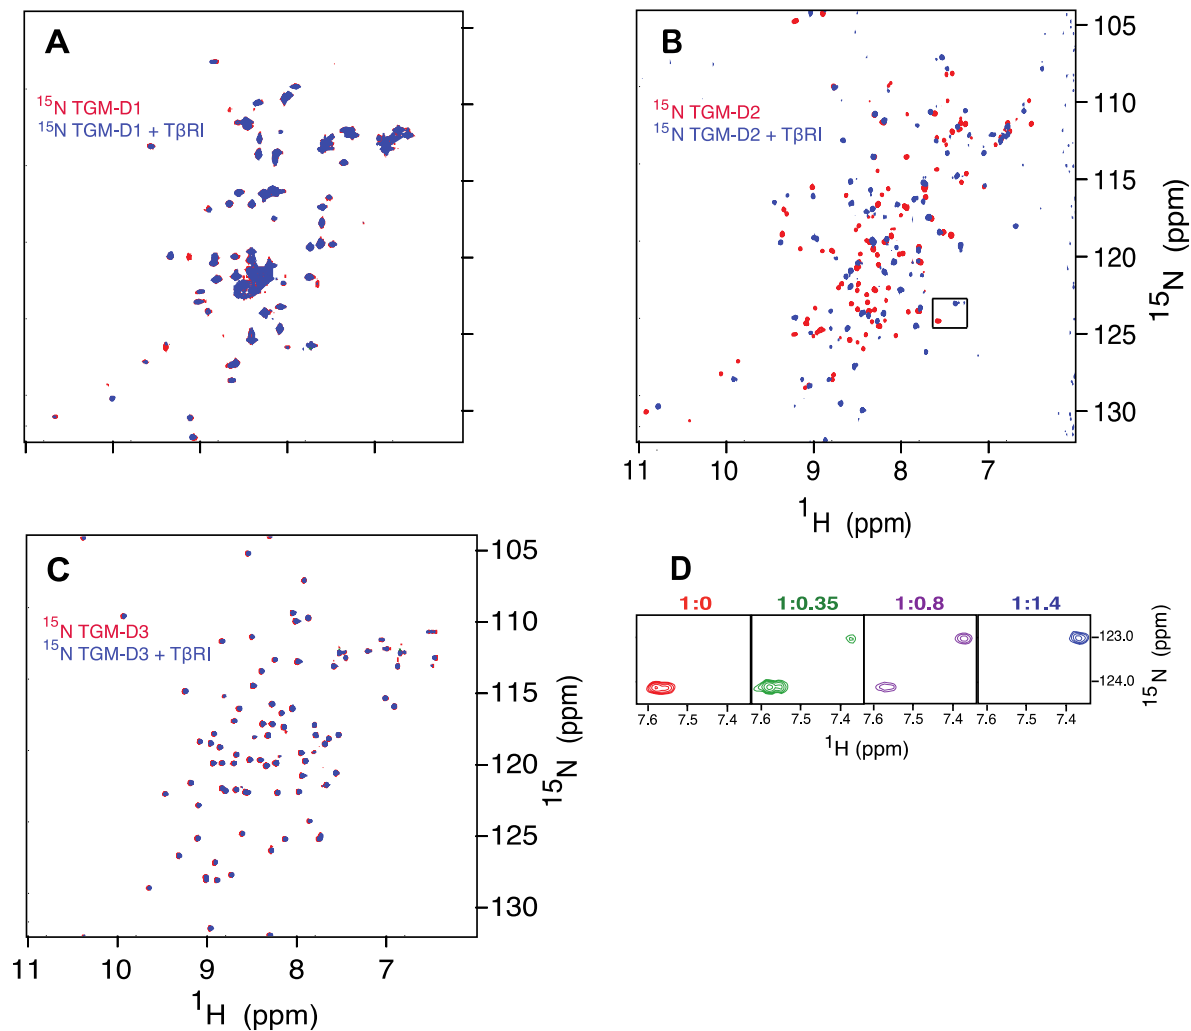 A
¹⁵N TGM-D1
¹⁵N TGM-D1 + TβRI
B
¹⁵N TGM-D2
¹⁵N TGM-D2 + TβRI
105
110
115
120
125
130
¹⁵N (ppm)
11
10
9
8
7
¹H (ppm)
C
¹⁵N TGM-D3
¹⁵N TGM-D3 + TβRI
105
110
115
120
125
130
¹⁵N (ppm)
11
10
9
8
7
¹H (ppm)
D
1:0
1:0.35
1:0.8
1:1.4
123.0
124.0
¹⁵N (ppm)
7.6 7.5 7.4 7.6 7.5 7.4 7.6 7.5 7.4 7.6 7.5 7.4
¹H (ppm)